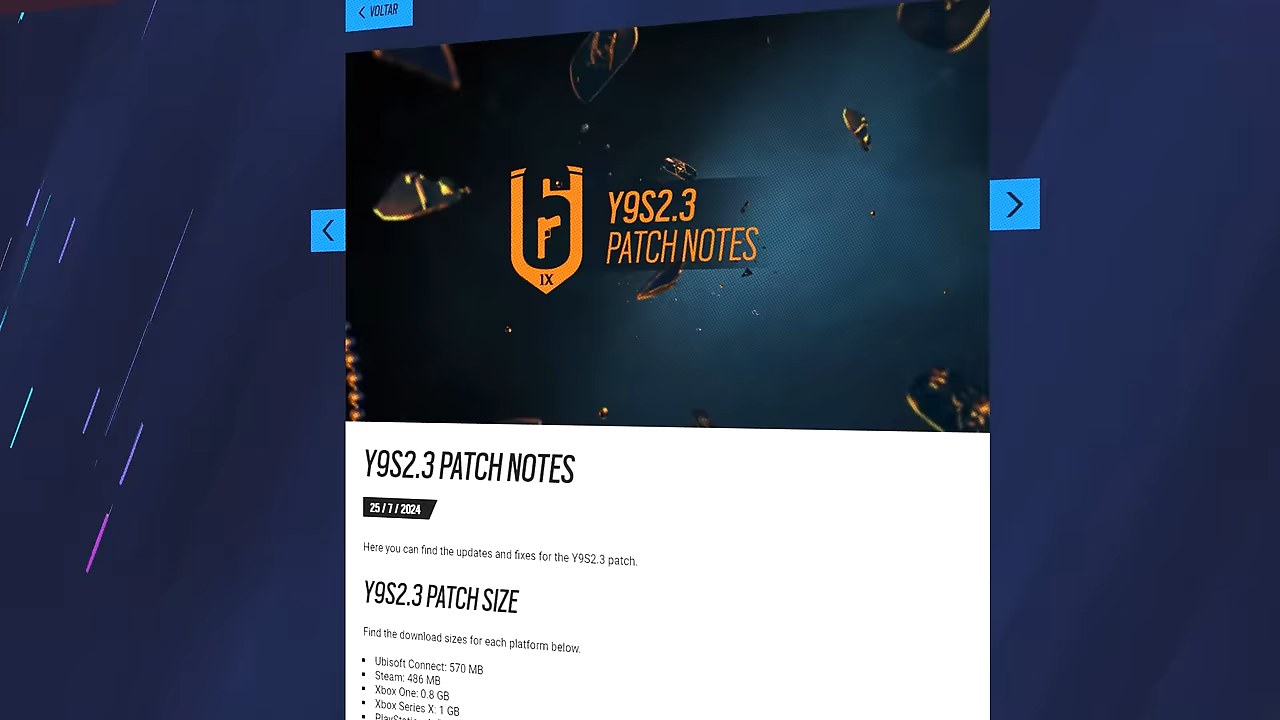 VOLTAR
Y9S2.3
PATCH NOTES
IX
Y9S2.3 PATCH NOTES
25 / 7 / 2024
Here you can find the updates and fixes for the Y9S2.3 patch.
Y9S2.3 PATCH SIZE
Find the download sizes for each platform below.
Ubisoft Connect: 570 MB
Steam: 486 MB
Xbox One: 0.8 GB
Xbox Series X: 1 GB